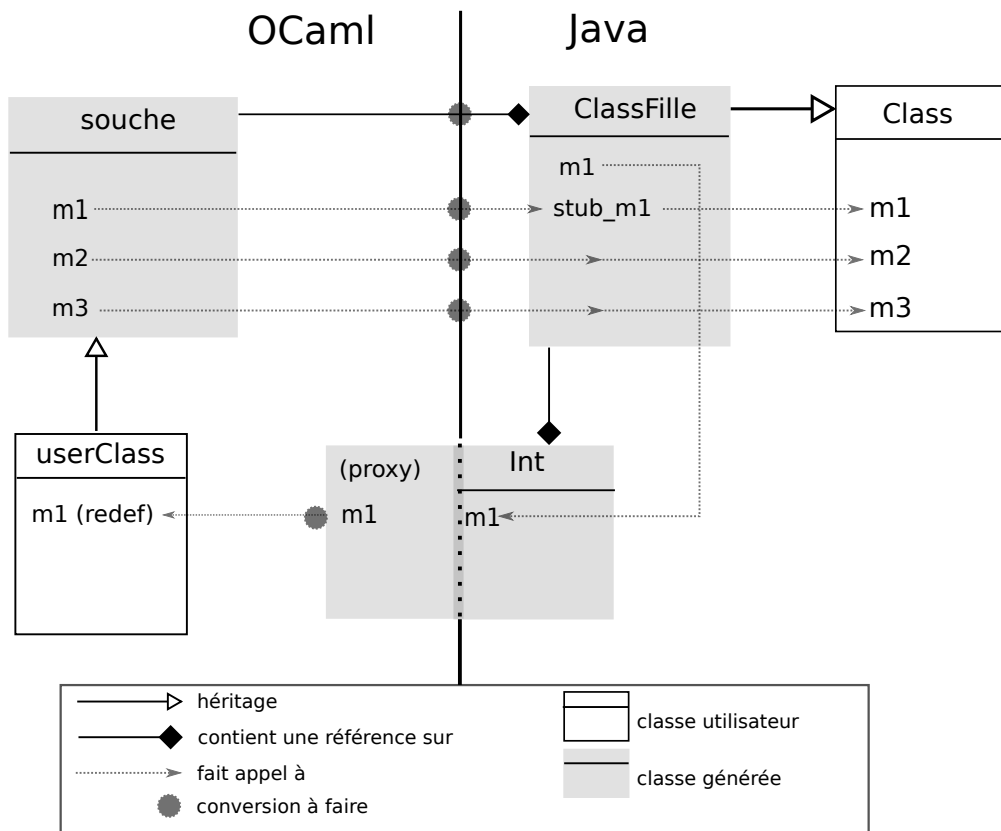 OCaml
Java
souche
ClassFille
Class
m1
m1
stub_m1
m1
m2
m2
m3
m3
userClass
(proxy)
Int
m1 (redef)
m1
m1
héritage
contient une référence sur
fait appel à
conversion à faire
classe utilisateur
classe générée